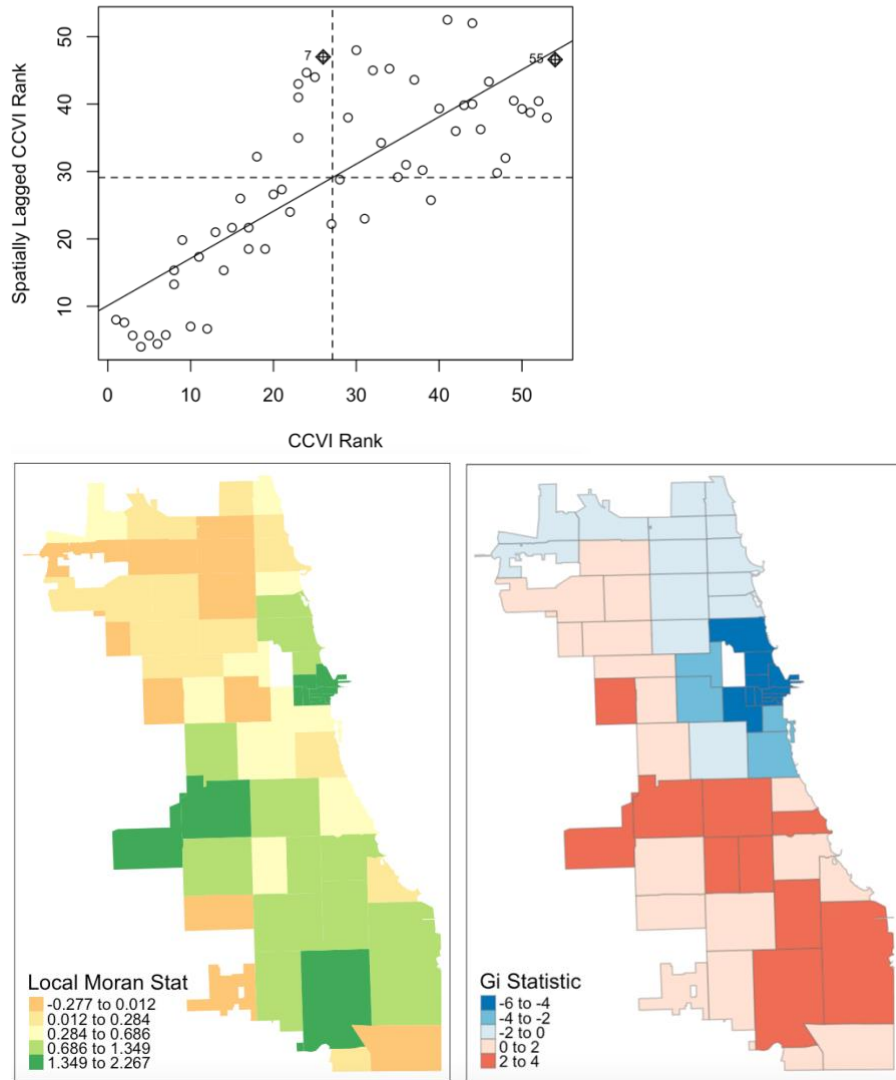 50
40
30
20
10
Spatially Lagged CCVI Rank
7
55
0 10 20 30 40 50
CCVI Rank
Local Moran Stat
-0.277 to 0.012
0.012 to 0.284
0.284 to 0.686
0.686 to 1.349
1.349 to 2.267
Gi Statistic
-6 to -4
-4 to -2
-2 to 0
0 to 2
2 to 4